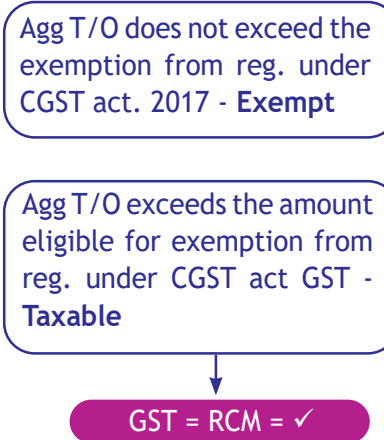 Agg T/O does not exceed the
exemption from reg. under
CGST act. 2017 - Exempt
Agg T/O exceeds the amount
eligible for exemption from
reg. under CGST act GST -
Taxable
GST = RCM = ✓